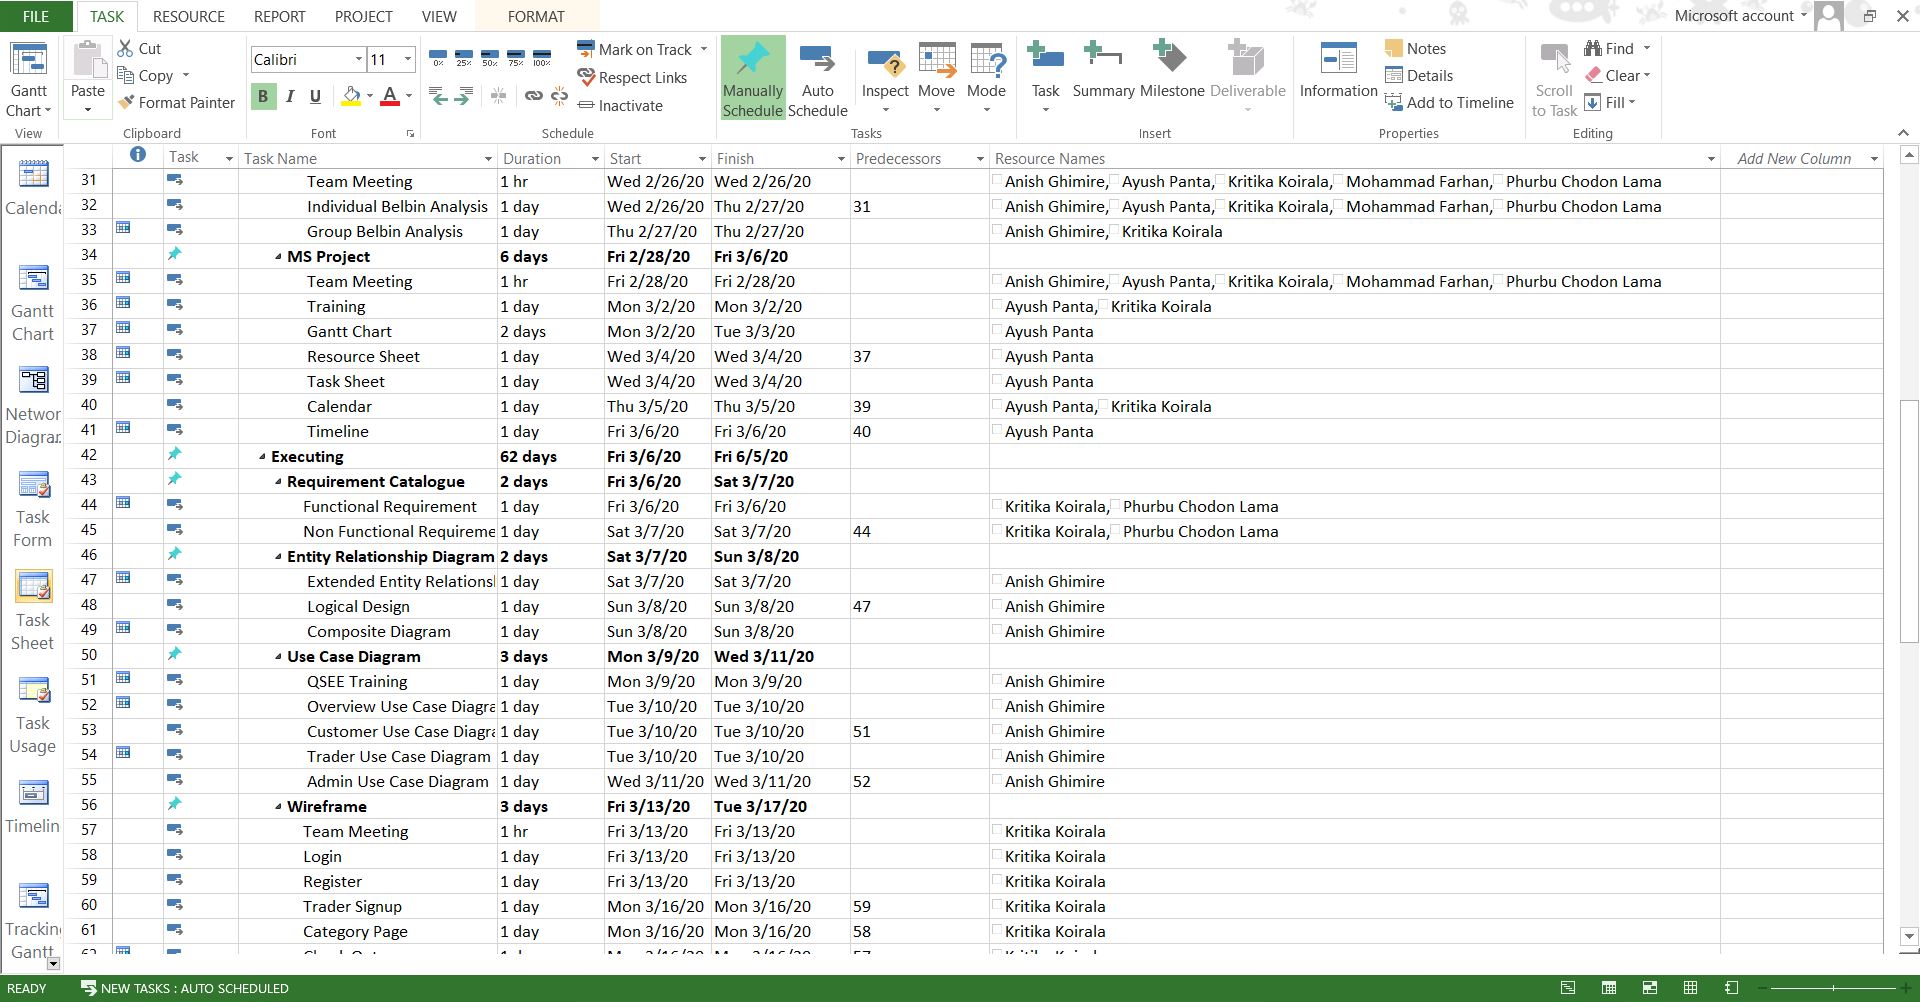 FILE TASK RESOURCE REPORT PROJECT VIEW FORMAT Microsoft account
Gantt Chart
Paste
Cut
Copy
Format Painter
Calibri 11
B I U A
0% 25% 50% 75% 100%
Mark on Track
Respect Links
Inactivate
Manually Schedule
Auto Schedule
Inspect
Move
Mode
Task
Summary
Milestone
Deliverable
Information
Notes
Details
Add to Timeline
Scroll to Task
Find
Clear
Fill
View Clipboard Font Schedule Tasks Insert Properties Editing
Task Task Name Duration Start Finish Predecessors Resource Names Add New Column
Calenda
Gantt
Chart
Networ
Diagra
Task
Form
Task
Sheet
Task
Usage
Timelin
Tracking
Gantt
31 Team Meeting 1 hr Wed 2/26/20 Wed 2/26/20 Anish Ghimire, Ayush Panta, Kritika Koirala, Mohammad Farhan, Phurbu Chodon Lama
32 Individual Belbin Analysis 1 day Wed 2/26/20 Thu 2/27/20 31 Anish Ghimire, Ayush Panta, Kritika Koirala, Mohammad Farhan, Phurbu Chodon Lama
33 Group Belbin Analysis 1 day Thu 2/27/20 Thu 2/27/20 Anish Ghimire, Kritika Koirala
34 MS Project 6 days Fri 2/28/20 Fri 3/6/20
35 Team Meeting 1 hr Fri 2/28/20 Fri 2/28/20 Anish Ghimire, Ayush Panta, Kritika Koirala, Mohammad Farhan, Phurbu Chodon Lama
36 Training 1 day Mon 3/2/20 Mon 3/2/20 Ayush Panta, Kritika Koirala
37 Gantt Chart 2 days Mon 3/2/20 Tue 3/3/20 Ayush Panta
38 Resource Sheet 1 day Wed 3/4/20 Wed 3/4/20 37 Ayush Panta
39 Task Sheet 1 day Wed 3/4/20 Wed 3/4/20 Ayush Panta
40 Calendar 1 day Thu 3/5/20 Thu 3/5/20 39 Ayush Panta, Kritika Koirala
41 Timeline 1 day Fri 3/6/20 Fri 3/6/20 40 Ayush Panta
42 Executing 62 days Fri 3/6/20 Fri 6/5/20
43 Requirement Catalogue 2 days Fri 3/6/20 Sat 3/7/20
44 Functional Requirement 1 day Fri 3/6/20 Fri 3/6/20 Kritika Koirala, Phurbu Chodon Lama
45 Non Functional Requireme 1 day Sat 3/7/20 Sat 3/7/20 44 Kritika Koirala, Phurbu Chodon Lama
46 Entity Relationship Diagram 2 days Sat 3/7/20 Sun 3/8/20
47 Extended Entity Relations 1 day Sat 3/7/20 Sat 3/7/20 Anish Ghimire
48 Logical Design 1 day Sun 3/8/20 Sun 3/8/20 47 Anish Ghimire
49 Composite Diagram 1 day Sun 3/8/20 Sun 3/8/20 Anish Ghimire
50 Use Case Diagram 3 days Mon 3/9/20 Wed 3/11/20
51 QSEE Training 1 day Mon 3/9/20 Mon 3/9/20 Anish Ghimire
52 Overview Use Case Diagra 1 day Tue 3/10/20 Tue 3/10/20 Anish Ghimire
53 Customer Use Case Diagra 1 day Tue 3/10/20 Tue 3/10/20 51 Anish Ghimire
54 Trader Use Case Diagram 1 day Tue 3/10/20 Tue 3/10/20 Anish Ghimire
55 Admin Use Case Diagram 1 day Wed 3/11/20 Wed 3/11/20 52 Anish Ghimire
56 Wireframe 3 days Fri 3/13/20 Tue 3/17/20
57 Team Meeting 1 hr Fri 3/13/20 Fri 3/13/20 Kritika Koirala
58 Login 1 day Fri 3/13/20 Fri 3/13/20 Kritika Koirala
59 Register 1 day Fri 3/13/20 Fri 3/13/20 Kritika Koirala
60 Trader Signup 1 day Mon 3/16/20 Mon 3/16/20 59 Kritika Koirala
61 Category Page 1 day Mon 3/16/20 Mon 3/16/20 58 Kritika Koirala
READY NEW TASKS : AUTO SCHEDULED